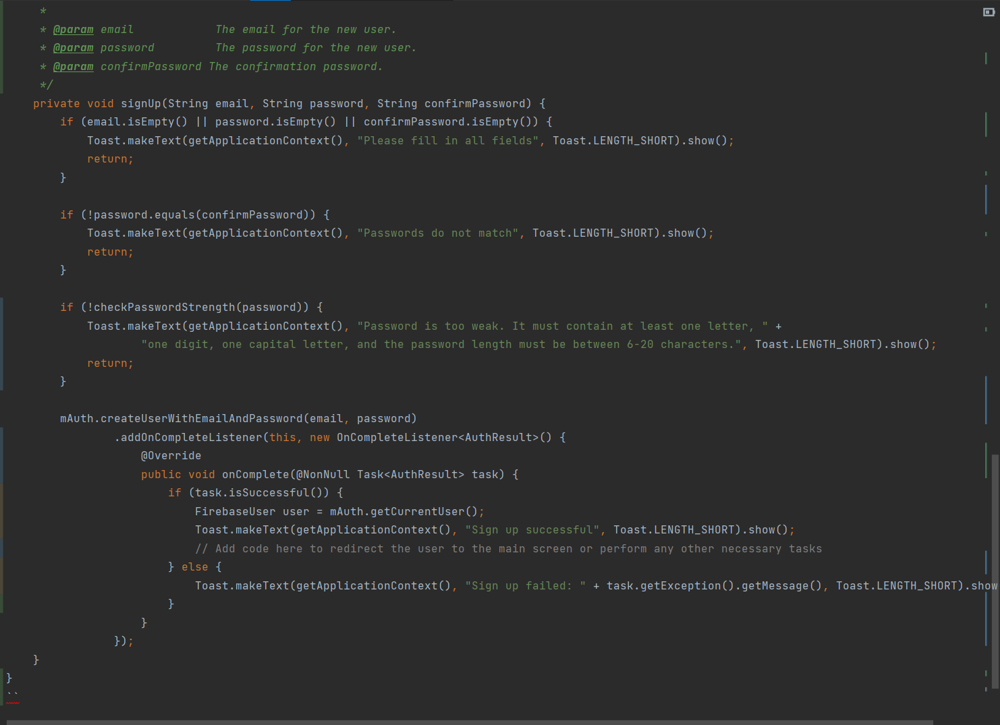 *
     * @param email            The email for the new user.
     * @param password         The password for the new user.
     * @param confirmPassword The confirmation password.
     */
    private void signUp(String email, String password, String confirmPassword) {
        if (email.isEmpty() || password.isEmpty() || confirmPassword.isEmpty()) {
            Toast.makeText(getApplicationContext(), "Please fill in all fields", Toast.LENGTH_SHORT).show();
            return;
        }

        if (!password.equals(confirmPassword)) {
            Toast.makeText(getApplicationContext(), "Passwords do not match", Toast.LENGTH_SHORT).show();
            return;
        }

        if (!checkPasswordStrength(password)) {
            Toast.makeText(getApplicationContext(), "Password is too weak. It must contain at least one letter, " +
                    "one digit, one capital letter, and the password length must be between 6-20 characters.", Toast.LENGTH_SHORT).show();
            return;
        }

        mAuth.createUserWithEmailAndPassword(email, password)
                .addOnCompleteListener(this, new OnCompleteListener<AuthResult>() {
                    @Override
                    public void onComplete(@NonNull Task<AuthResult> task) {
                        if (task.isSuccessful()) {
                            FirebaseUser user = mAuth.getCurrentUser();
                            Toast.makeText(getApplicationContext(), "Sign up successful", Toast.LENGTH_SHORT).show();
                            // Add code here to redirect the user to the main screen or perform any other necessary tasks
                        } else {
                            Toast.makeText(getApplicationContext(), "Sign up failed: " + task.getException().getMessage(), Toast.LENGTH_SHORT).show
                        }
                    }
                });
    }
}
``